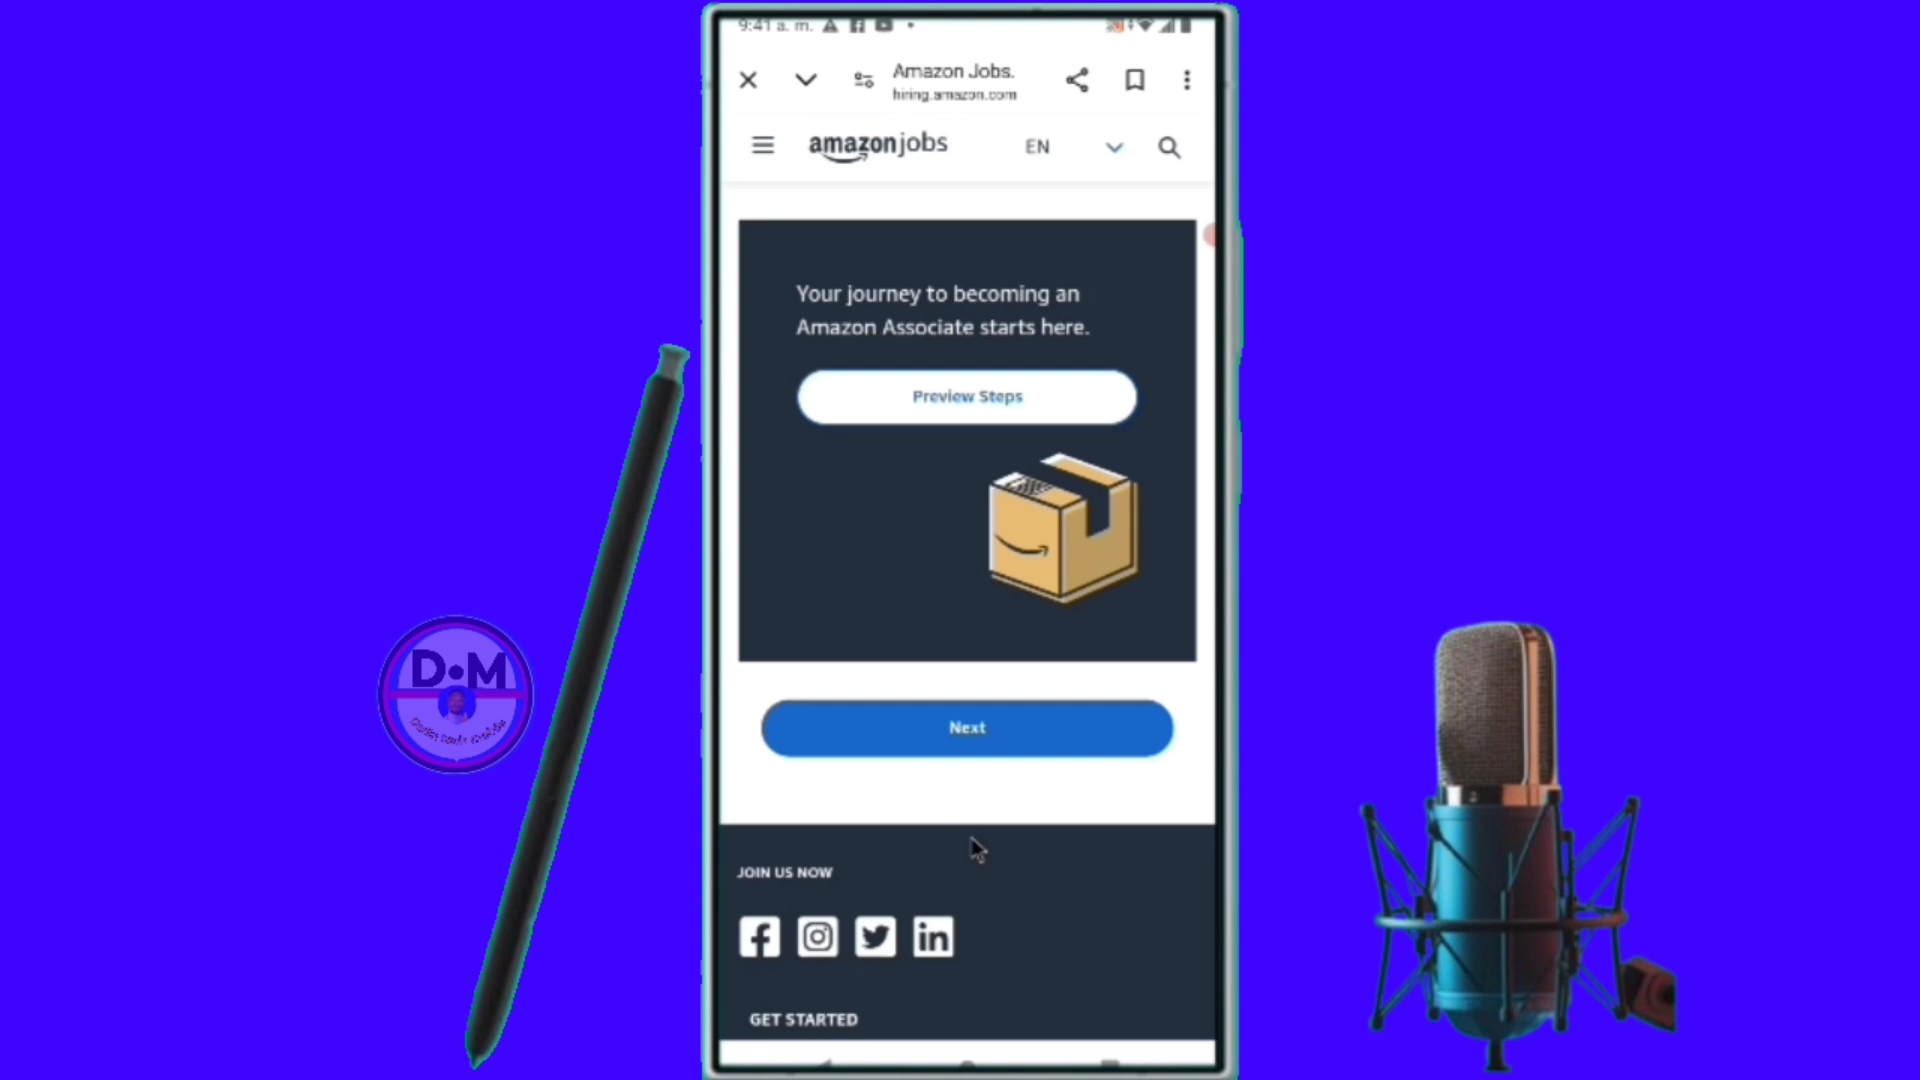 9:41 a. m.
Amazon Jobs.
hiring.amazon.com
amazonjobs
EN
Your journey to becoming an
Amazon Associate starts here.
Preview Steps
Next
JOIN US NOW
GET STARTED
D•M